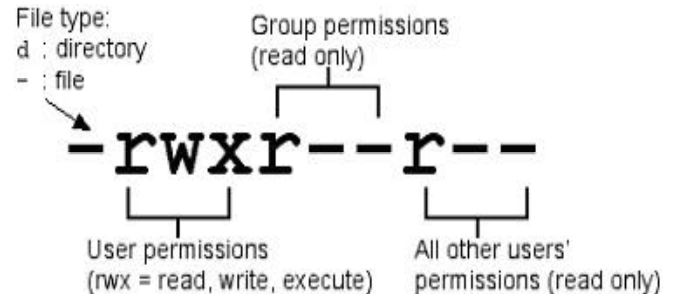 File type:
d : directory
- : file
Group permissions
(read only)
-rwxr--r--
User permissions
(rwx = read, write, execute)
All other users'
permissions (read only)